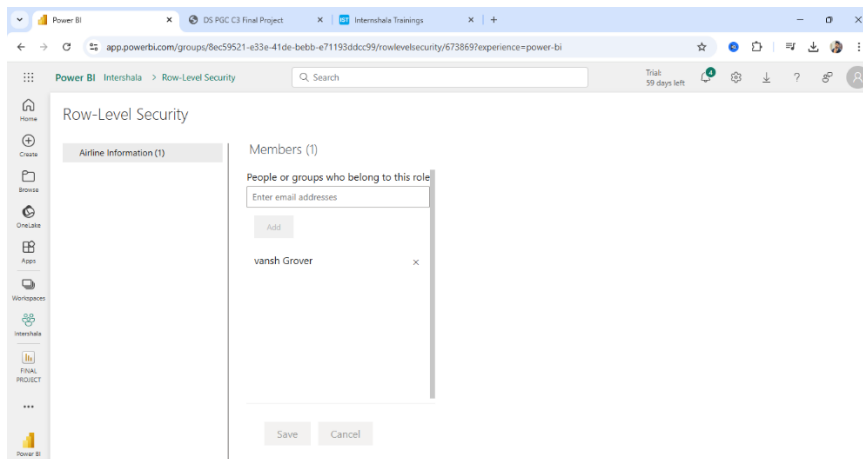 Power BI
DS PGC C3 Final Project
IST
Internshala Trainings
app.powerbi.com/groups/8ec59521-e33e-41de-bebb-e71193ddcc99/rowlevelsecurity/673869?experience=power-bi
Power BI Intershala > Row-Level Security
Search
Trial:
59 days left
4
Home
Create
Browse
OneLake
Apps
Workspaces
Intershala
FINAL
PROJECT
Power BI
Row-Level Security
Airline Information (1)
Members (1)
People or groups who belong to this role
Enter email addresses
Add
vansh Grover
Save Cancel